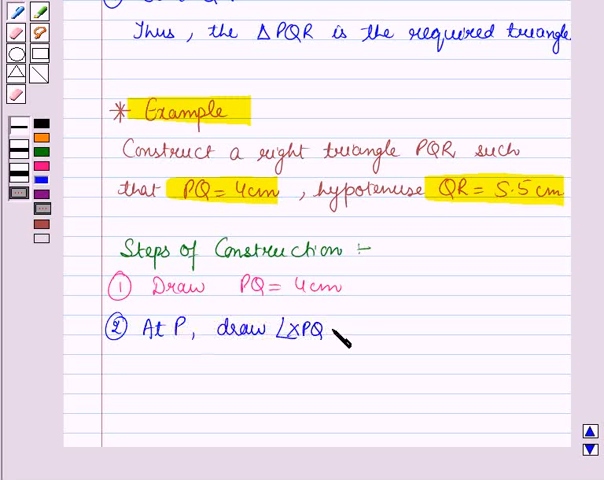 Thus, the Δ PQR is the required triangle
* Example
Construct a right triangle PQR such
that PQ = 4cm , hypotenuse QR = 5.5 cm
Steps of Construction :-
① Draw PQ = 4cm
② At P, draw ∠XPQ